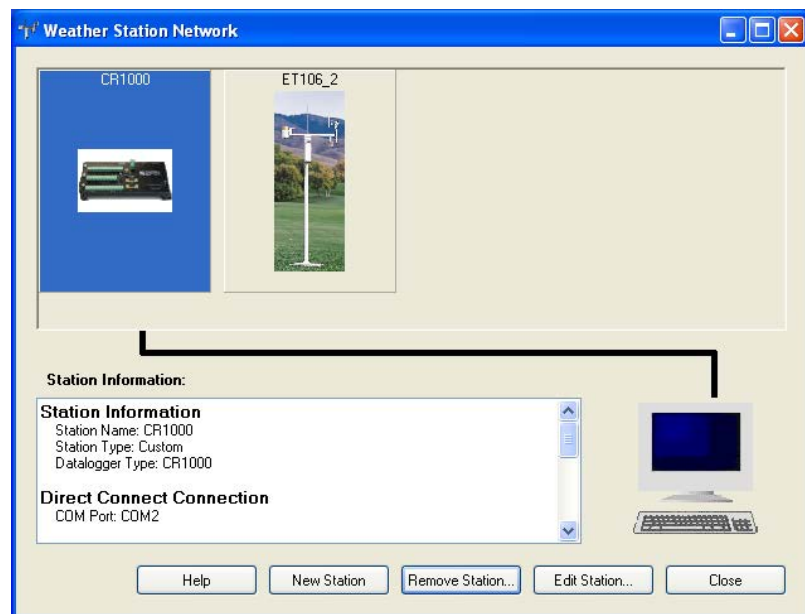 Weather Station Network
CR1000
ET106_2
Station Information:
Station Information
Station Name: CR1000
Station Type: Custom
Datalogger Type: CR1000
Direct Connect Connection
COM Port: COM2
Help
New Station
Remove Station...
Edit Station...
Close